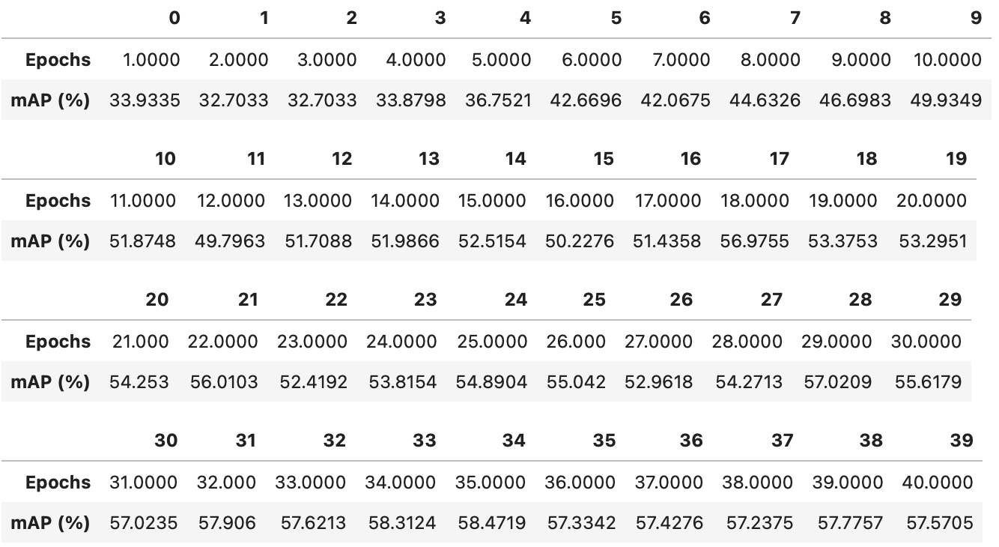 0 1 2 3 4 5 6 7 8 9
Epochs 1.0000 2.0000 3.0000 4.0000 5.0000 6.0000 7.0000 8.0000 9.0000 10.0000
mAP (%) 33.9335 32.7033 32.7033 33.8798 36.7521 42.6696 42.0675 44.6326 46.6983 49.9349
10 11 12 13 14 15 16 17 18 19
Epochs 11.0000 12.0000 13.0000 14.0000 15.0000 16.0000 17.0000 18.0000 19.0000 20.0000
mAP (%) 51.8748 49.7963 51.7088 51.9866 52.5154 50.2276 51.4358 56.9755 53.3753 53.2951
20 21 22 23 24 25 26 27 28 29
Epochs 21.000 22.0000 23.0000 24.0000 25.0000 26.000 27.0000 28.0000 29.0000 30.0000
mAP (%) 54.253 56.0103 52.4192 53.8154 54.8904 55.042 52.9618 54.2713 57.0209 55.6179
30 31 32 33 34 35 36 37 38 39
Epochs 31.0000 32.000 33.0000 34.0000 35.0000 36.0000 37.0000 38.0000 39.0000 40.0000
mAP (%) 57.0235 57.906 57.6213 58.3124 58.4719 57.3342 57.4276 57.2375 57.7757 57.5705